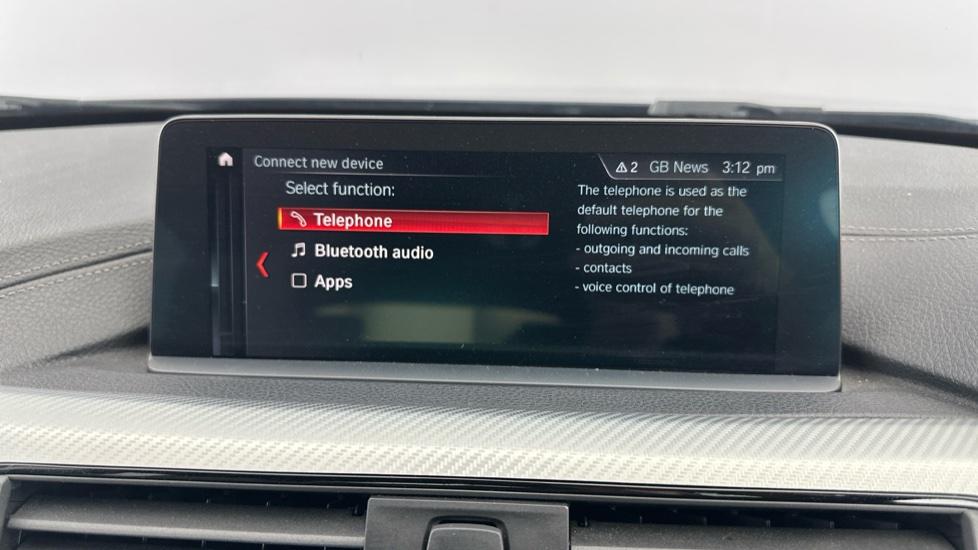 Connect new device
⚠2 GB News 3:12 pm
Select function:
Telephone
Bluetooth audio
Apps
The telephone is used as the
default telephone for the
following functions:
- outgoing and incoming calls
- contacts
- voice control of telephone